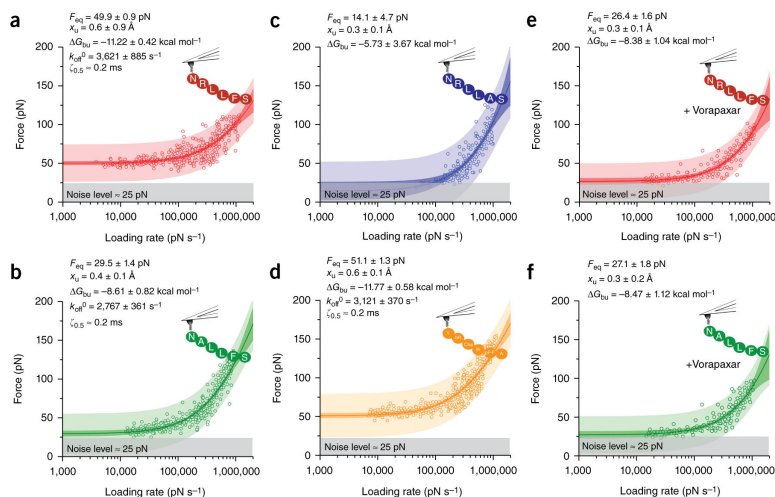 a
F_eq = 49.9 ± 0.9 pN
x_u = 0.6 ± 0.9 Å
ΔG_bu = −11.22 ± 0.42 kcal mol⁻¹
k_off⁰ = 3,621 ± 885 s⁻¹
ζ_0.5 ≈ 0.2 ms
N R L L F S
Force (pN)
200
150
100
50
0
Noise level ≈ 25 pN
1,000 10,000 100,000 1,000,000
Loading rate (pN s⁻¹)
c
F_eq = 14.1 ± 4.7 pN
x_u = 0.3 ± 0.1 Å
ΔG_bu = −5.73 ± 3.67 kcal mol⁻¹
N R L L A S
Force (pN)
200
150
100
50
0
Noise level ≈ 25 pN
1,000 10,000 100,000 1,000,000
Loading rate (pN s⁻¹)
e
F_eq = 26.4 ± 1.6 pN
x_u = 0.3 ± 0.1 Å
ΔG_bu = −8.38 ± 1.04 kcal mol⁻¹
N R L L F S
+ Vorapaxar
Force (pN)
200
150
100
50
0
Noise level ≈ 25 pN
1,000 10,000 100,000 1,000,000
Loading rate (pN s⁻¹)
b
F_eq = 29.5 ± 1.4 pN
x_u = 0.4 ± 0.1 Å
ΔG_bu = −8.61 ± 0.82 kcal mol⁻¹
k_off⁰ = 2,767 ± 361 s⁻¹
ζ_0.5 ≈ 0.2 ms
N A L L F S
Force (pN)
200
150
100
50
0
Noise level ≈ 25 pN
1,000 10,000 100,000 1,000,000
Loading rate (pN s⁻¹)
d
F_eq = 51.1 ± 1.3 pN
x_u = 0.6 ± 0.1 Å
ΔG_bu = −11.77 ± 0.58 kcal mol⁻¹
k_off⁰ = 3,121 ± 370 s⁻¹
ζ_0.5 ≈ 0.2 ms
Force (pN)
200
150
100
50
0
Noise level ≈ 25 pN
1,000 10,000 100,000 1,000,000
Loading rate (pN s⁻¹)
f
F_eq = 27.1 ± 1.8 pN
x_u = 0.3 ± 0.2 Å
ΔG_bu = −8.47 ± 1.12 kcal mol⁻¹
N A L L F S
+Vorapaxar
Force (pN)
200
150
100
50
0
Noise level ≈ 25 pN
1,000 10,000 100,000 1,000,000
Loading rate (pN s⁻¹)